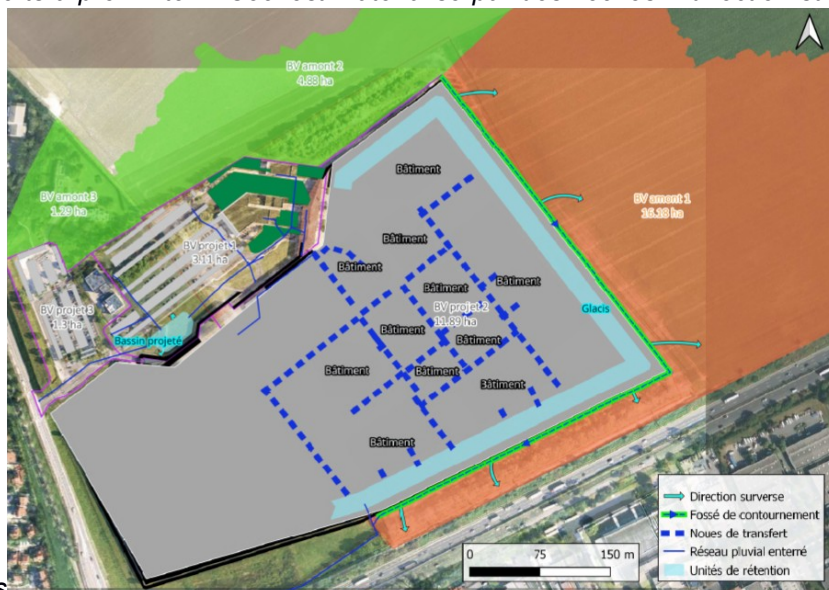 BV amont 2
4.88 ha
Bâtiment
BV amont 3
1.29 ha
BV amont 1
16.18 ha
BV projet 1
3.11 ha
Bâtiment
Bâtiment
Bâtiment
Bâtiment
BV projet 3
1.3 ha
BV projet 2
11.89 ha
Glacis
Bâtiment
Bassin projeté
Bâtiment
Bâtiment
Bâtiment
Bâtiment
Bâtiment
Direction surverse
Fossé de contournement
Noues de transfert
Réseau pluvial enterré
Unités de rétention
0 75 150 m
s